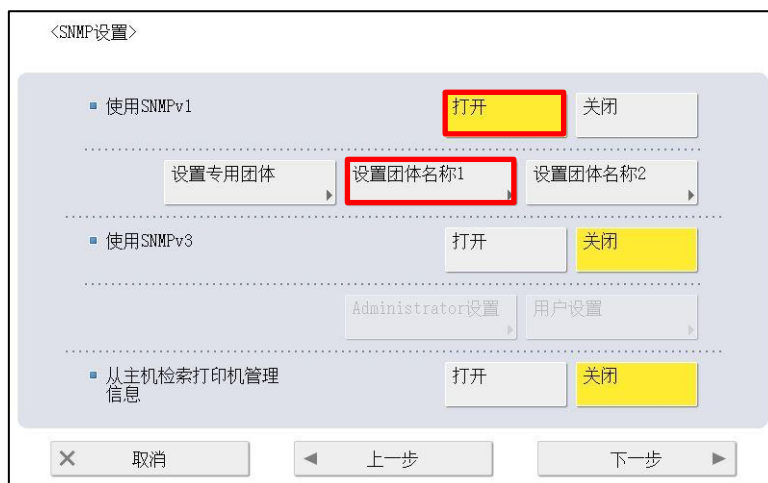 <SNMP设置>
使用SNMPv1 打开 关闭
设置专用团体 设置团体名称1 设置团体名称2
使用SNMPv3 打开 关闭
Administrator设置 用户设置
从主机检索打印机管理 打开 关闭
信息
取消 上一步 下一步